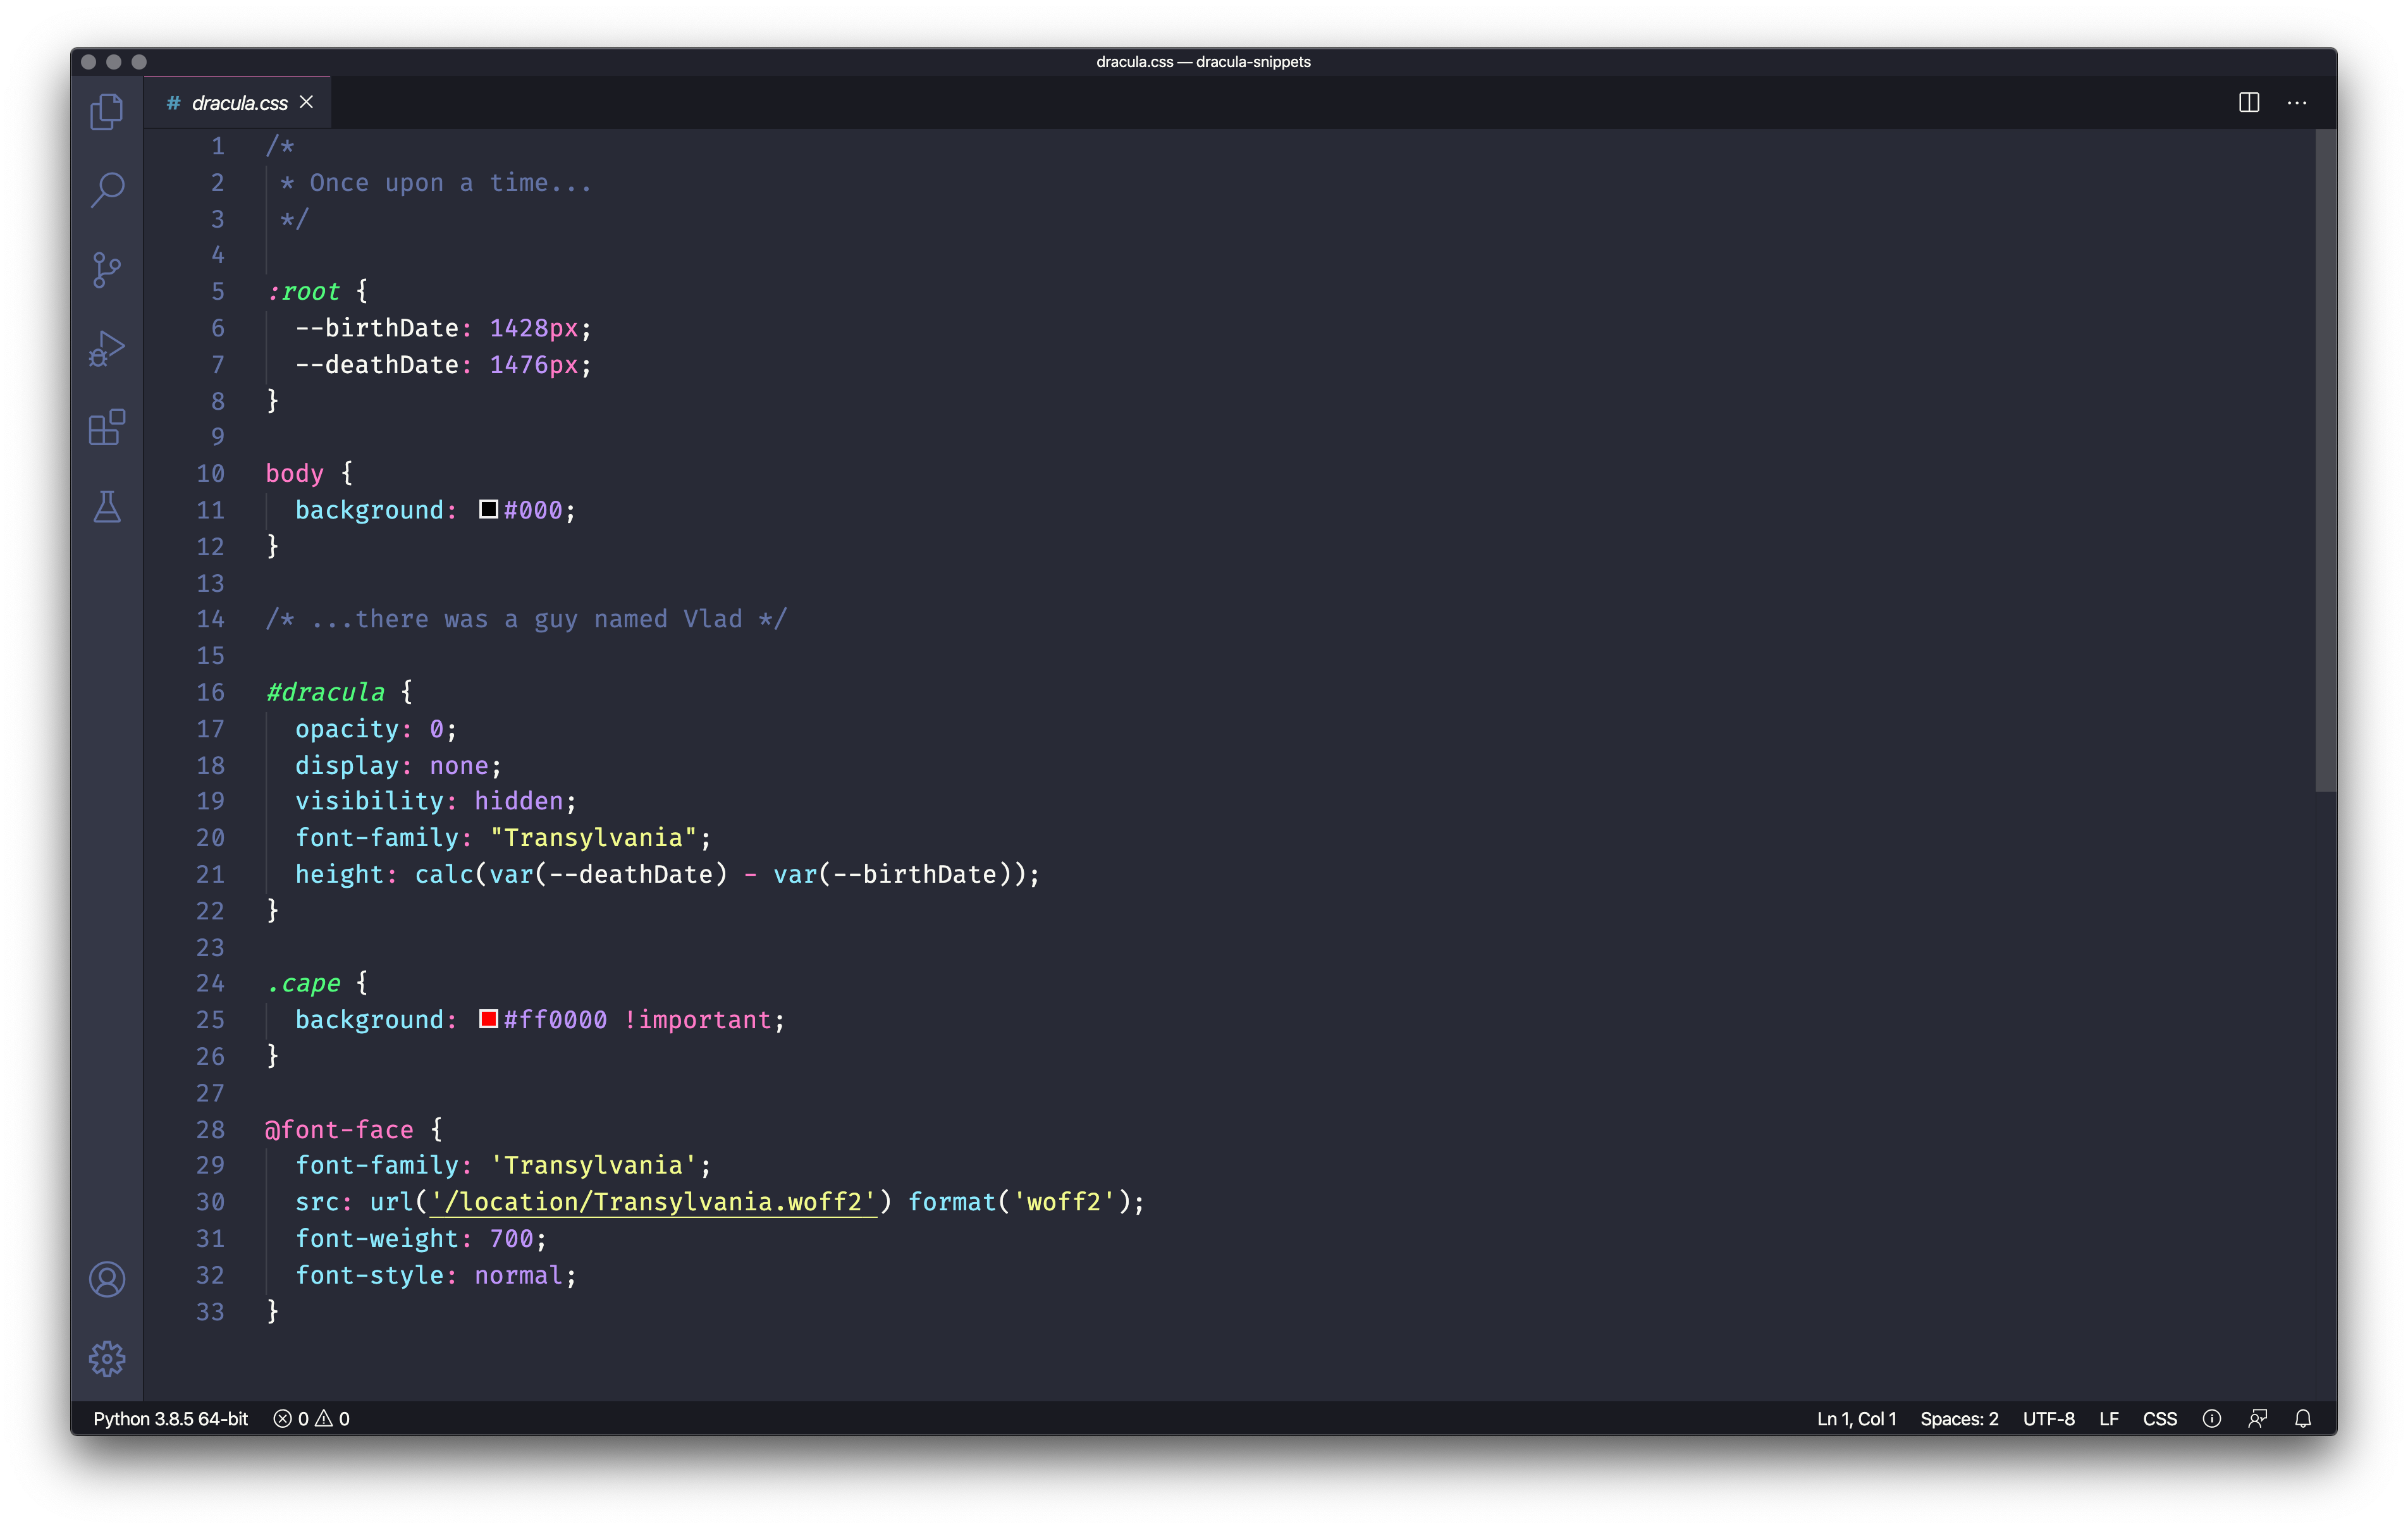 dracula.css — dracula-snippets
# dracula.css
1 /*
2  * Once upon a time...
3  */
4
5 :root {
6   --birthDate: 1428px;
7   --deathDate: 1476px;
8 }
9
10 body {
11   background: #000;
12 }
13
14 /* ...there was a guy named Vlad */
15
16 #dracula {
17   opacity: 0;
18   display: none;
19   visibility: hidden;
20   font-family: "Transylvania";
21   height: calc(var(--deathDate) - var(--birthDate));
22 }
23
24 .cape {
25   background: #ff0000 !important;
26 }
27
28 @font-face {
29   font-family: 'Transylvania';
30   src: url('/location/Transylvania.woff2') format('woff2');
31   font-weight: 700;
32   font-style: normal;
33 }
Python 3.8.5 64-bit 0 0 Ln 1, Col 1 Spaces: 2 UTF-8 LF CSS